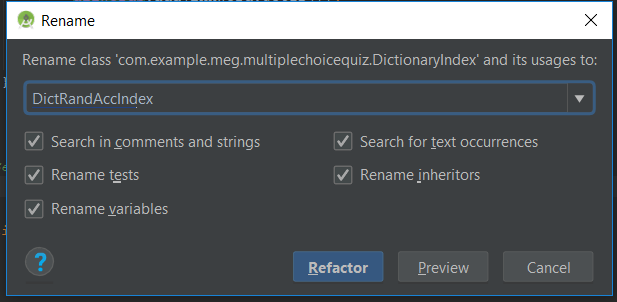 Rename
Rename class 'com.example.meg.multiplechoicequiz.DictionaryIndex' and its usages to:
DictRandAccIndex
Search in comments and strings
Search for text occurrences
Rename tests
Rename inheritors
Rename variables
?
Refactor
Preview
Cancel